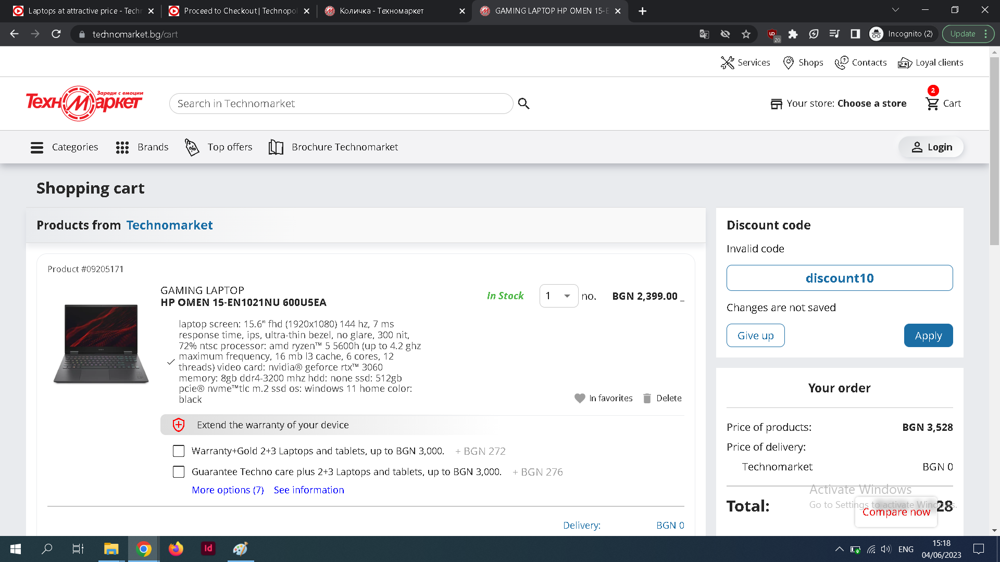 Laptops at attractive price - Techn
Proceed to Checkout | Technopol
Количка - Техномаркет
GAMING LAPTOP HP OMEN 15-E
technomarket.bg/cart
20
Incognito (2)
Update
Services
Shops
Contacts
Loyal clients
ТехноМаркет
Зареди с емоции
Search in Technomarket
Your store: Choose a store
2
Cart
Categories
Brands
Top offers
Brochure Technomarket
Login
Shopping cart
Products from Technomarket
Product #09205171
GAMING LAPTOP
HP OMEN 15-EN1021NU 600U5EA
In Stock
1
no.
BGN 2,399.00 _
laptop screen: 15.6" fhd (1920x1080) 144 hz, 7 ms
response time, ips, ultra-thin bezel, no glare, 300 nit,
72% ntsc processor: amd ryzen™ 5 5600h (up to 4.2 ghz
maximum frequency, 16 mb l3 cache, 6 cores, 12
threads) video card: nvidia® geforce rtx™ 3060
memory: 8gb ddr4-3200 mhz hdd: none ssd: 512gb
pcie® nvme™tlc m.2 ssd os: windows 11 home color:
black
In favorites
Delete
Extend the warranty of your device
Warranty+Gold 2+3 Laptops and tablets, up to BGN 3,000. + BGN 272
Guarantee Techno care plus 2+3 Laptops and tablets, up to BGN 3,000. + BGN 276
More options (7) See information
Delivery: BGN 0
Discount code
Invalid code
discount10
Changes are not saved
Give up
Apply
Your order
Price of products: BGN 3,528
Price of delivery:
Technomarket BGN 0
Total: 28
Activate Windows
Go to Settings to activate Windows.
Compare now
Id
ENG
15:18
04/06/2023